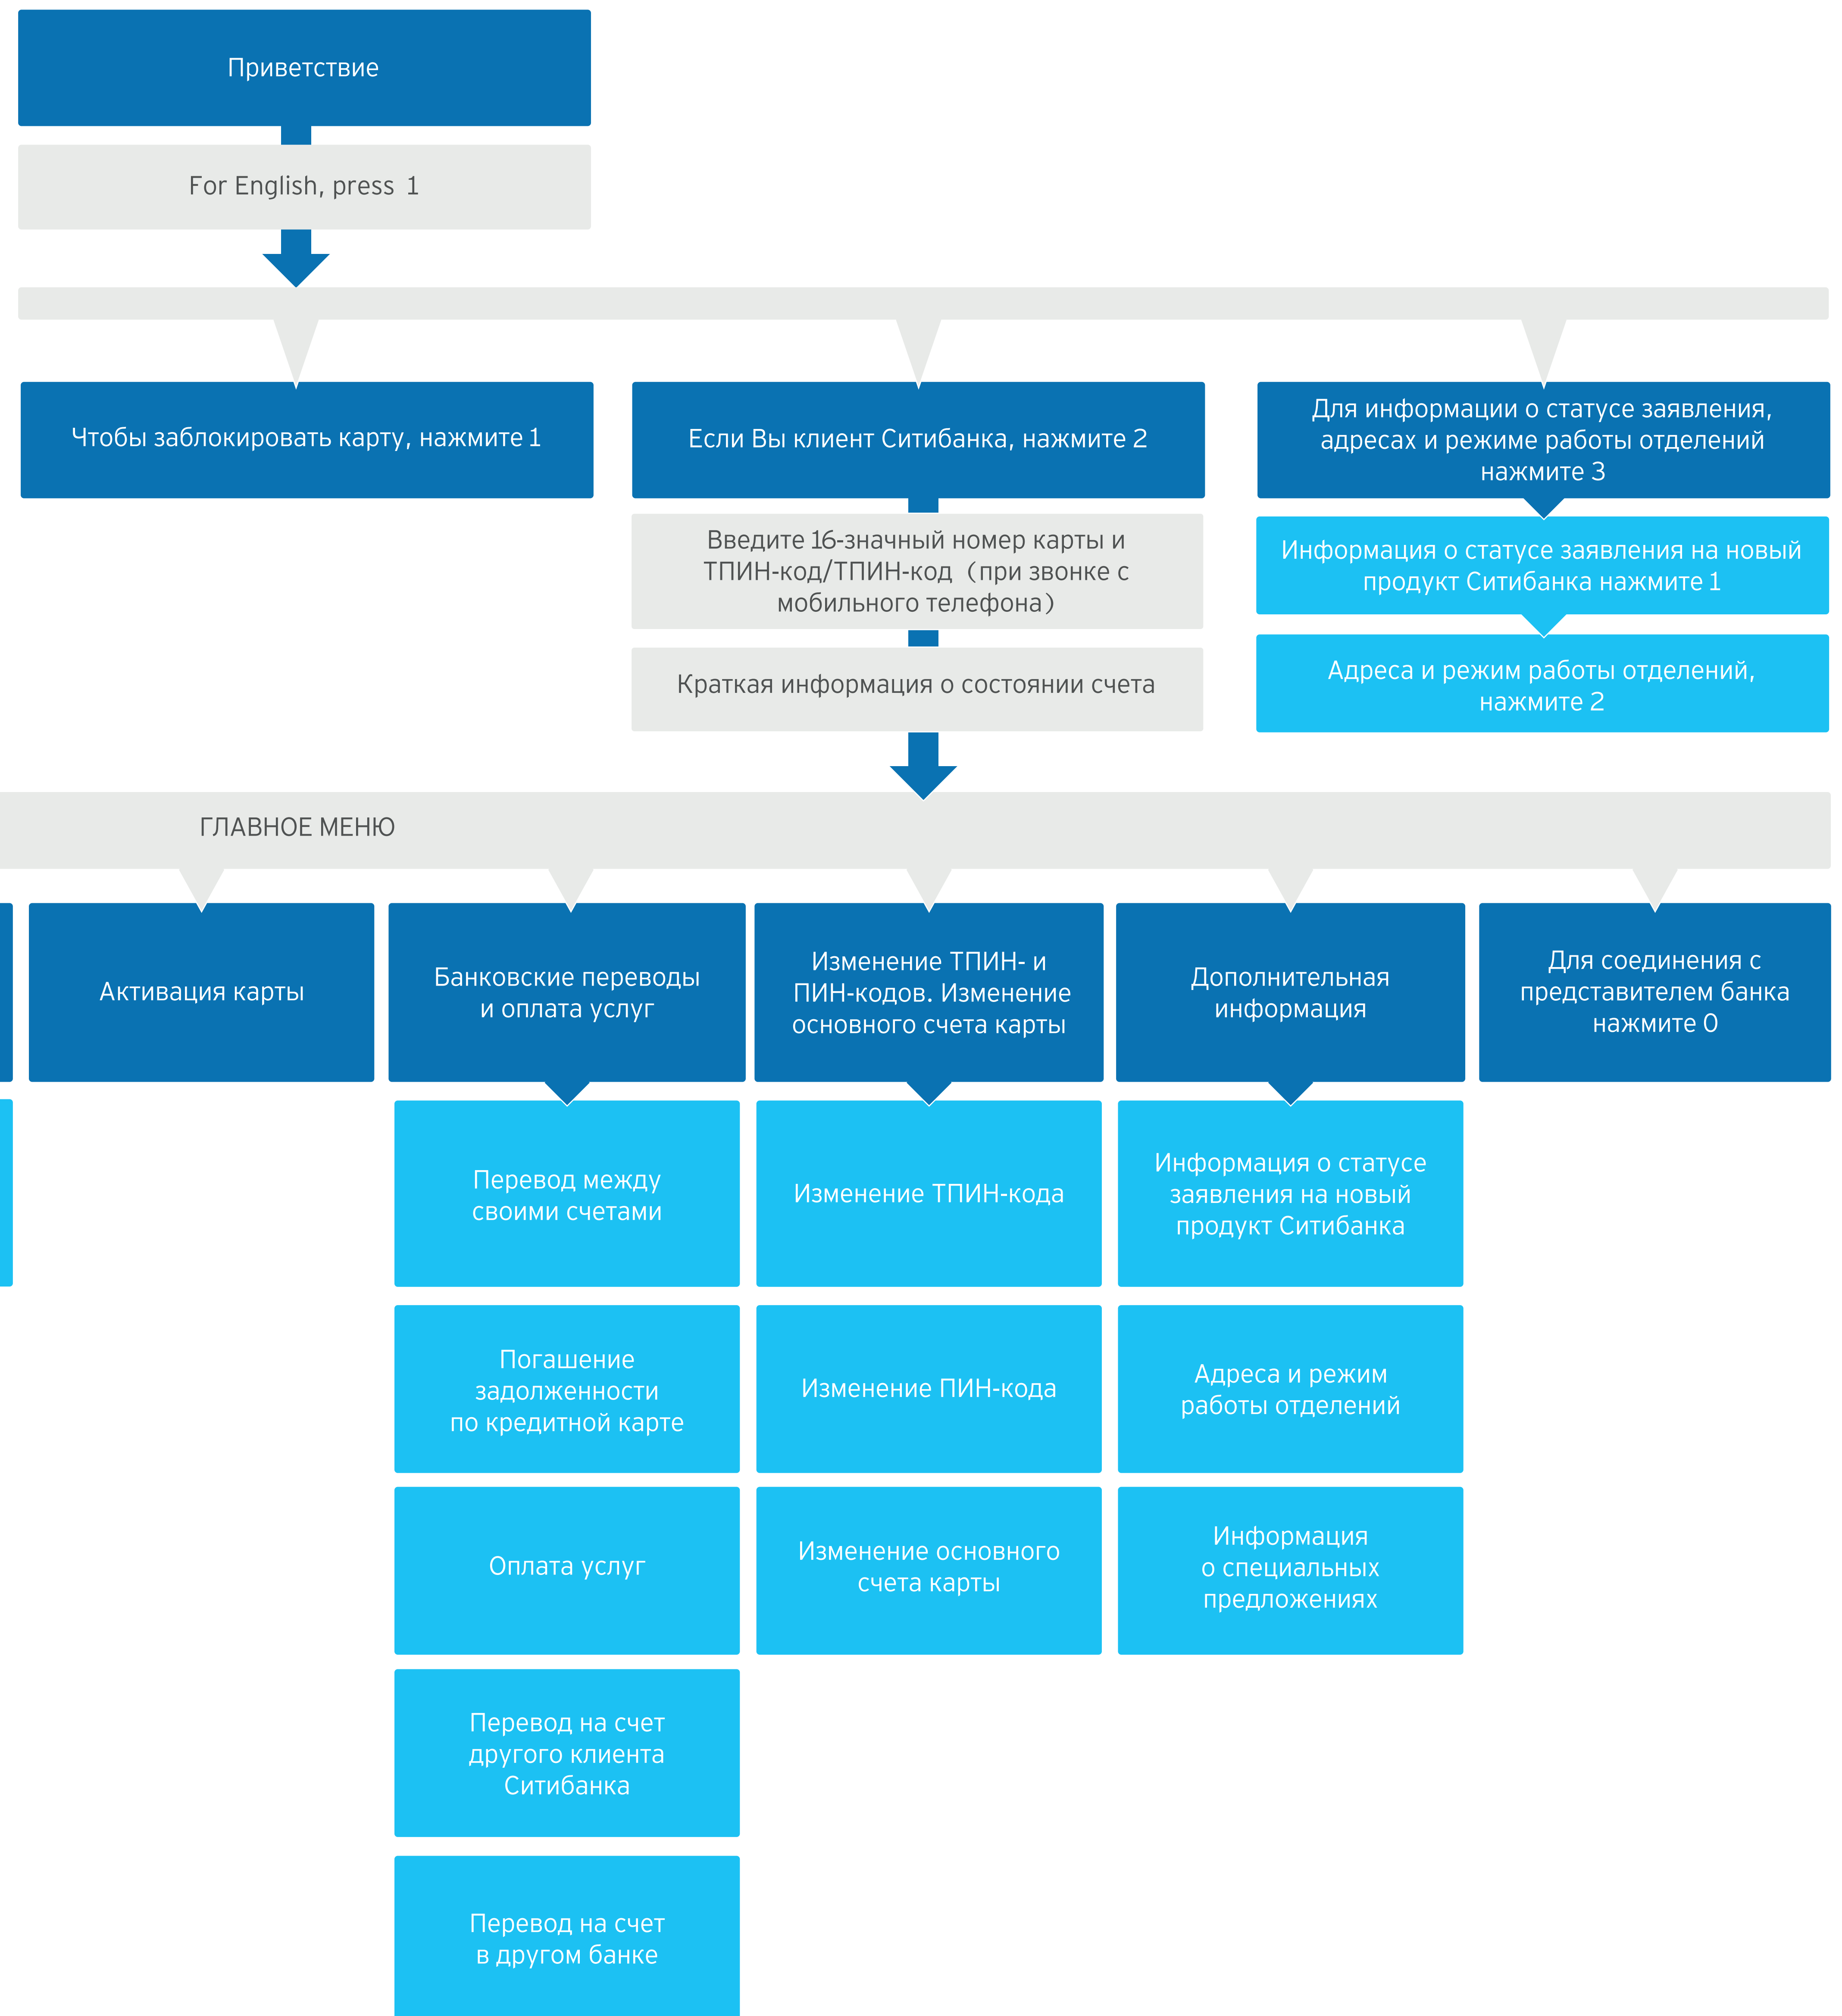 Приветствие
For English, press 1
Чтобы заблокировать карту, нажмите 1
Если Вы клиент Ситибанка, нажмите 2
Для информации о статусе заявления,
адресах и режиме работы отделений
нажмите 3
Введите 16-значный номер карты и
ТПИН-код/ТПИН-код (при звонке с
мобильного телефона)
Краткая информация о состоянии счета
Информация о статусе заявления на новый
продукт Ситибанка нажмите 1
Адреса и режим работы отделений,
нажмите 2
ГЛАВНОЕ МЕНЮ
Активация карты
Банковские переводы
и оплата услуг
Изменение ТПИН- и
ПИН-кодов. Изменение
основного счета карты
Дополнительная
информация
Для соединения с
представителем банка
нажмите 0
Перевод между
своими счетами
Погашение
задолженности
по кредитной карте
Оплата услуг
Перевод на счет
другого клиента
Ситибанка
Перевод на счет
в другом банке
Изменение ТПИН-кода
Изменение ПИН-кода
Изменение основного
счета карты
Информация о статусе
заявления на новый
продукт Ситибанка
Адреса и режим
работы отделений
Информация
о специальных
предложениях